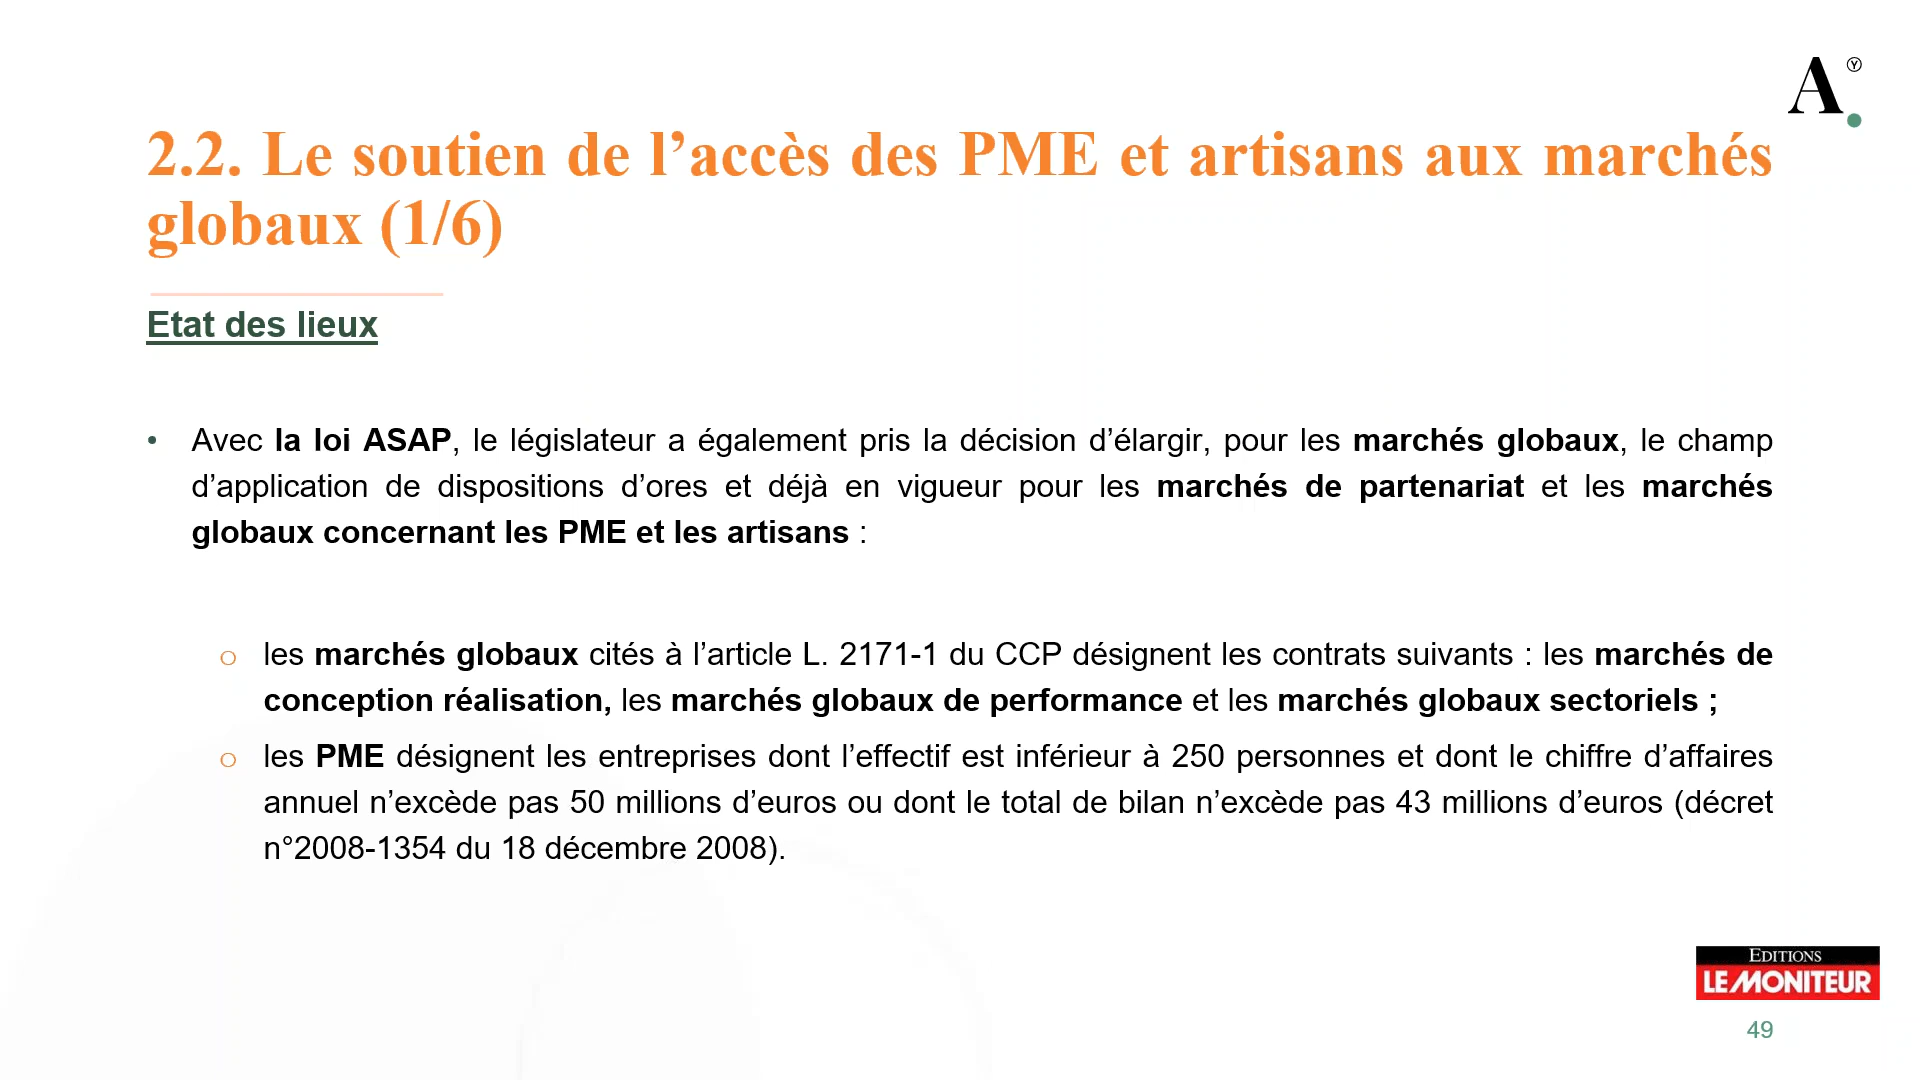 A Y
2.2. Le soutien de l’accès des PME et artisans aux marchés
globaux (1/6)
Etat des lieux
• Avec la loi ASAP, le législateur a également pris la décision d’élargir, pour les marchés globaux, le champ
d’application de dispositions d’ores et déjà en vigueur pour les marchés de partenariat et les marchés
globaux concernant les PME et les artisans :
o les marchés globaux cités à l’article L. 2171-1 du CCP désignent les contrats suivants : les marchés de
conception réalisation, les marchés globaux de performance et les marchés globaux sectoriels ;
o les PME désignent les entreprises dont l’effectif est inférieur à 250 personnes et dont le chiffre d’affaires
annuel n’excède pas 50 millions d’euros ou dont le total de bilan n’excède pas 43 millions d’euros (décret
n°2008-1354 du 18 décembre 2008).
EDITIONS
LE MONITEUR
49